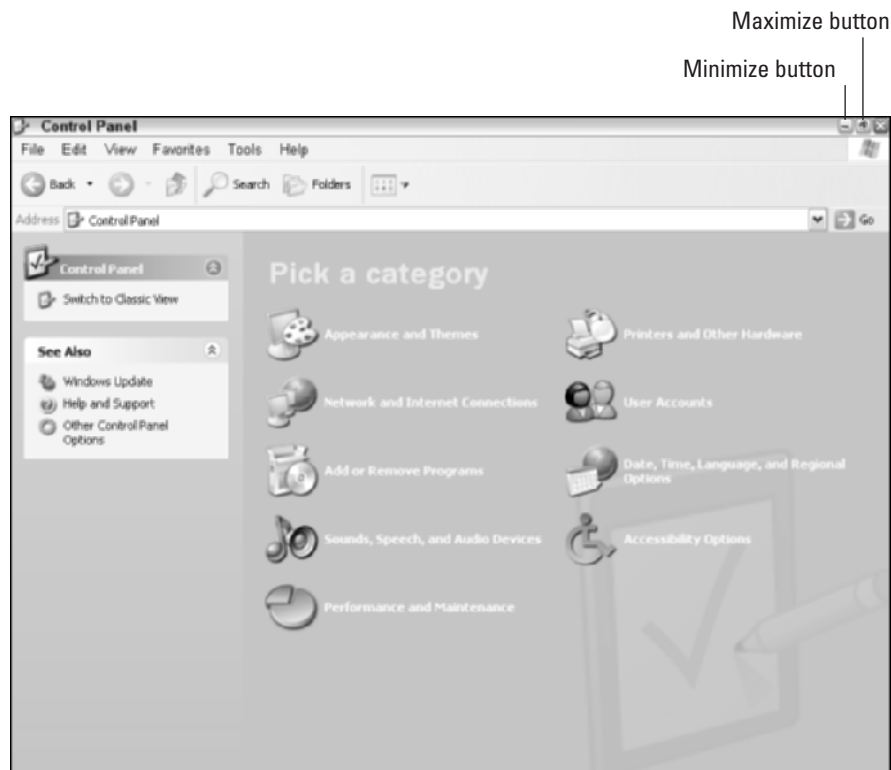 Maximize button
Minimize button
Control Panel
File Edit View Favorites Tools Help
Back Search Folders
Address Control Panel Go
Control Panel
Switch to Classic View
See Also
Windows Update
Help and Support
Other Control Panel
Options
Pick a category
Appearance and Themes
Printers and Other Hardware
Network and Internet Connections
User Accounts
Add or Remove Programs
Date, Time, Language, and Regional
Options
Sounds, Speech, and Audio Devices
Accessibility Options
Performance and Maintenance